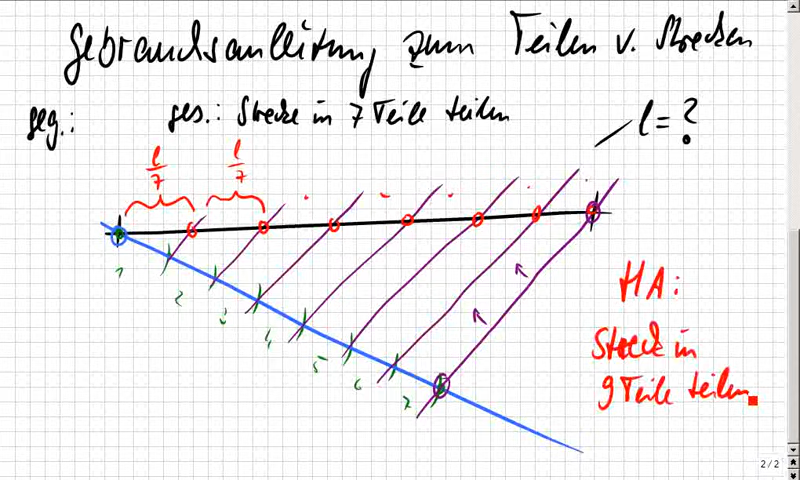 Gebrauchsanleitung zum Teilen v. Strecken
geg.: ges.: Strecke in 7 Teile teilen l = ?
l/7 l/7
1 2 3 4 5 6 7
HA:
Strecke in
9 Teile teilen.
2/2